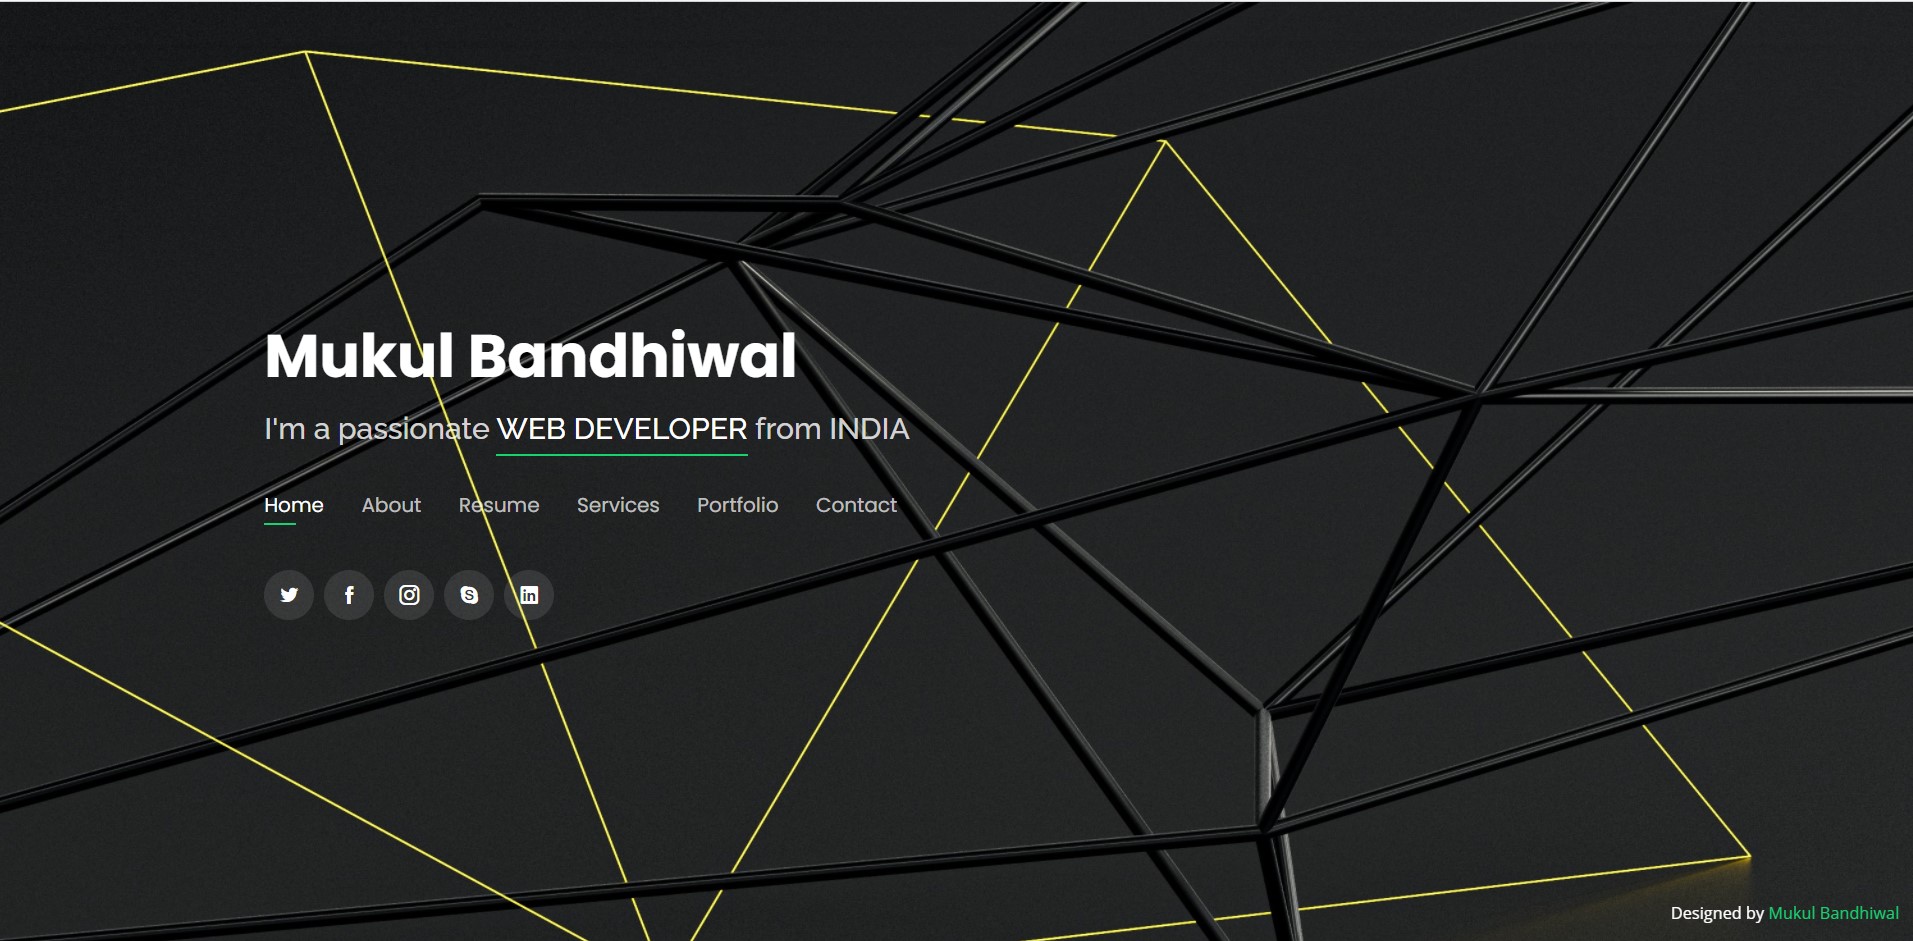 Mukul Bandhiwal
I'm a passionate WEB DEVELOPER from INDIA
Home About Resume Services Portfolio Contact
Designed by Mukul Bandhiwal